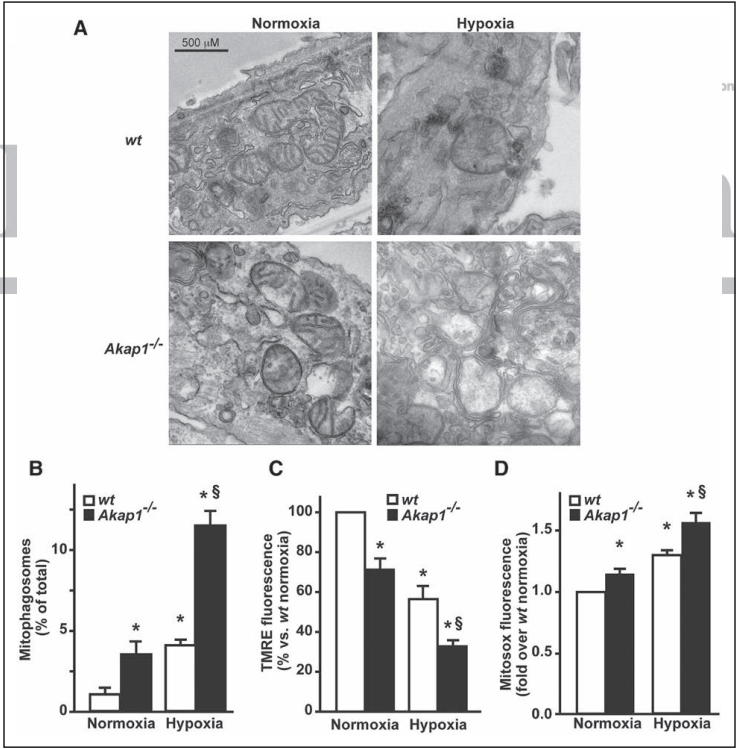 A
Normoxia
Hypoxia
500 µM
wt
Akap1-/-
B
Mitophagosomes
(% of total)
10
5
0
wt
Akap1-/-
*
*
* §
Normoxia Hypoxia
C
TMRE fluorescence
(% vs. wt normoxia)
100
80
60
40
20
0
wt
Akap1-/-
*
*
* §
Normoxia Hypoxia
D
Mitosox fluorescence
(fold over wt normoxia)
1.5
1.0
0.5
0.0
wt
Akap1-/-
*
*
* §
Normoxia Hypoxia